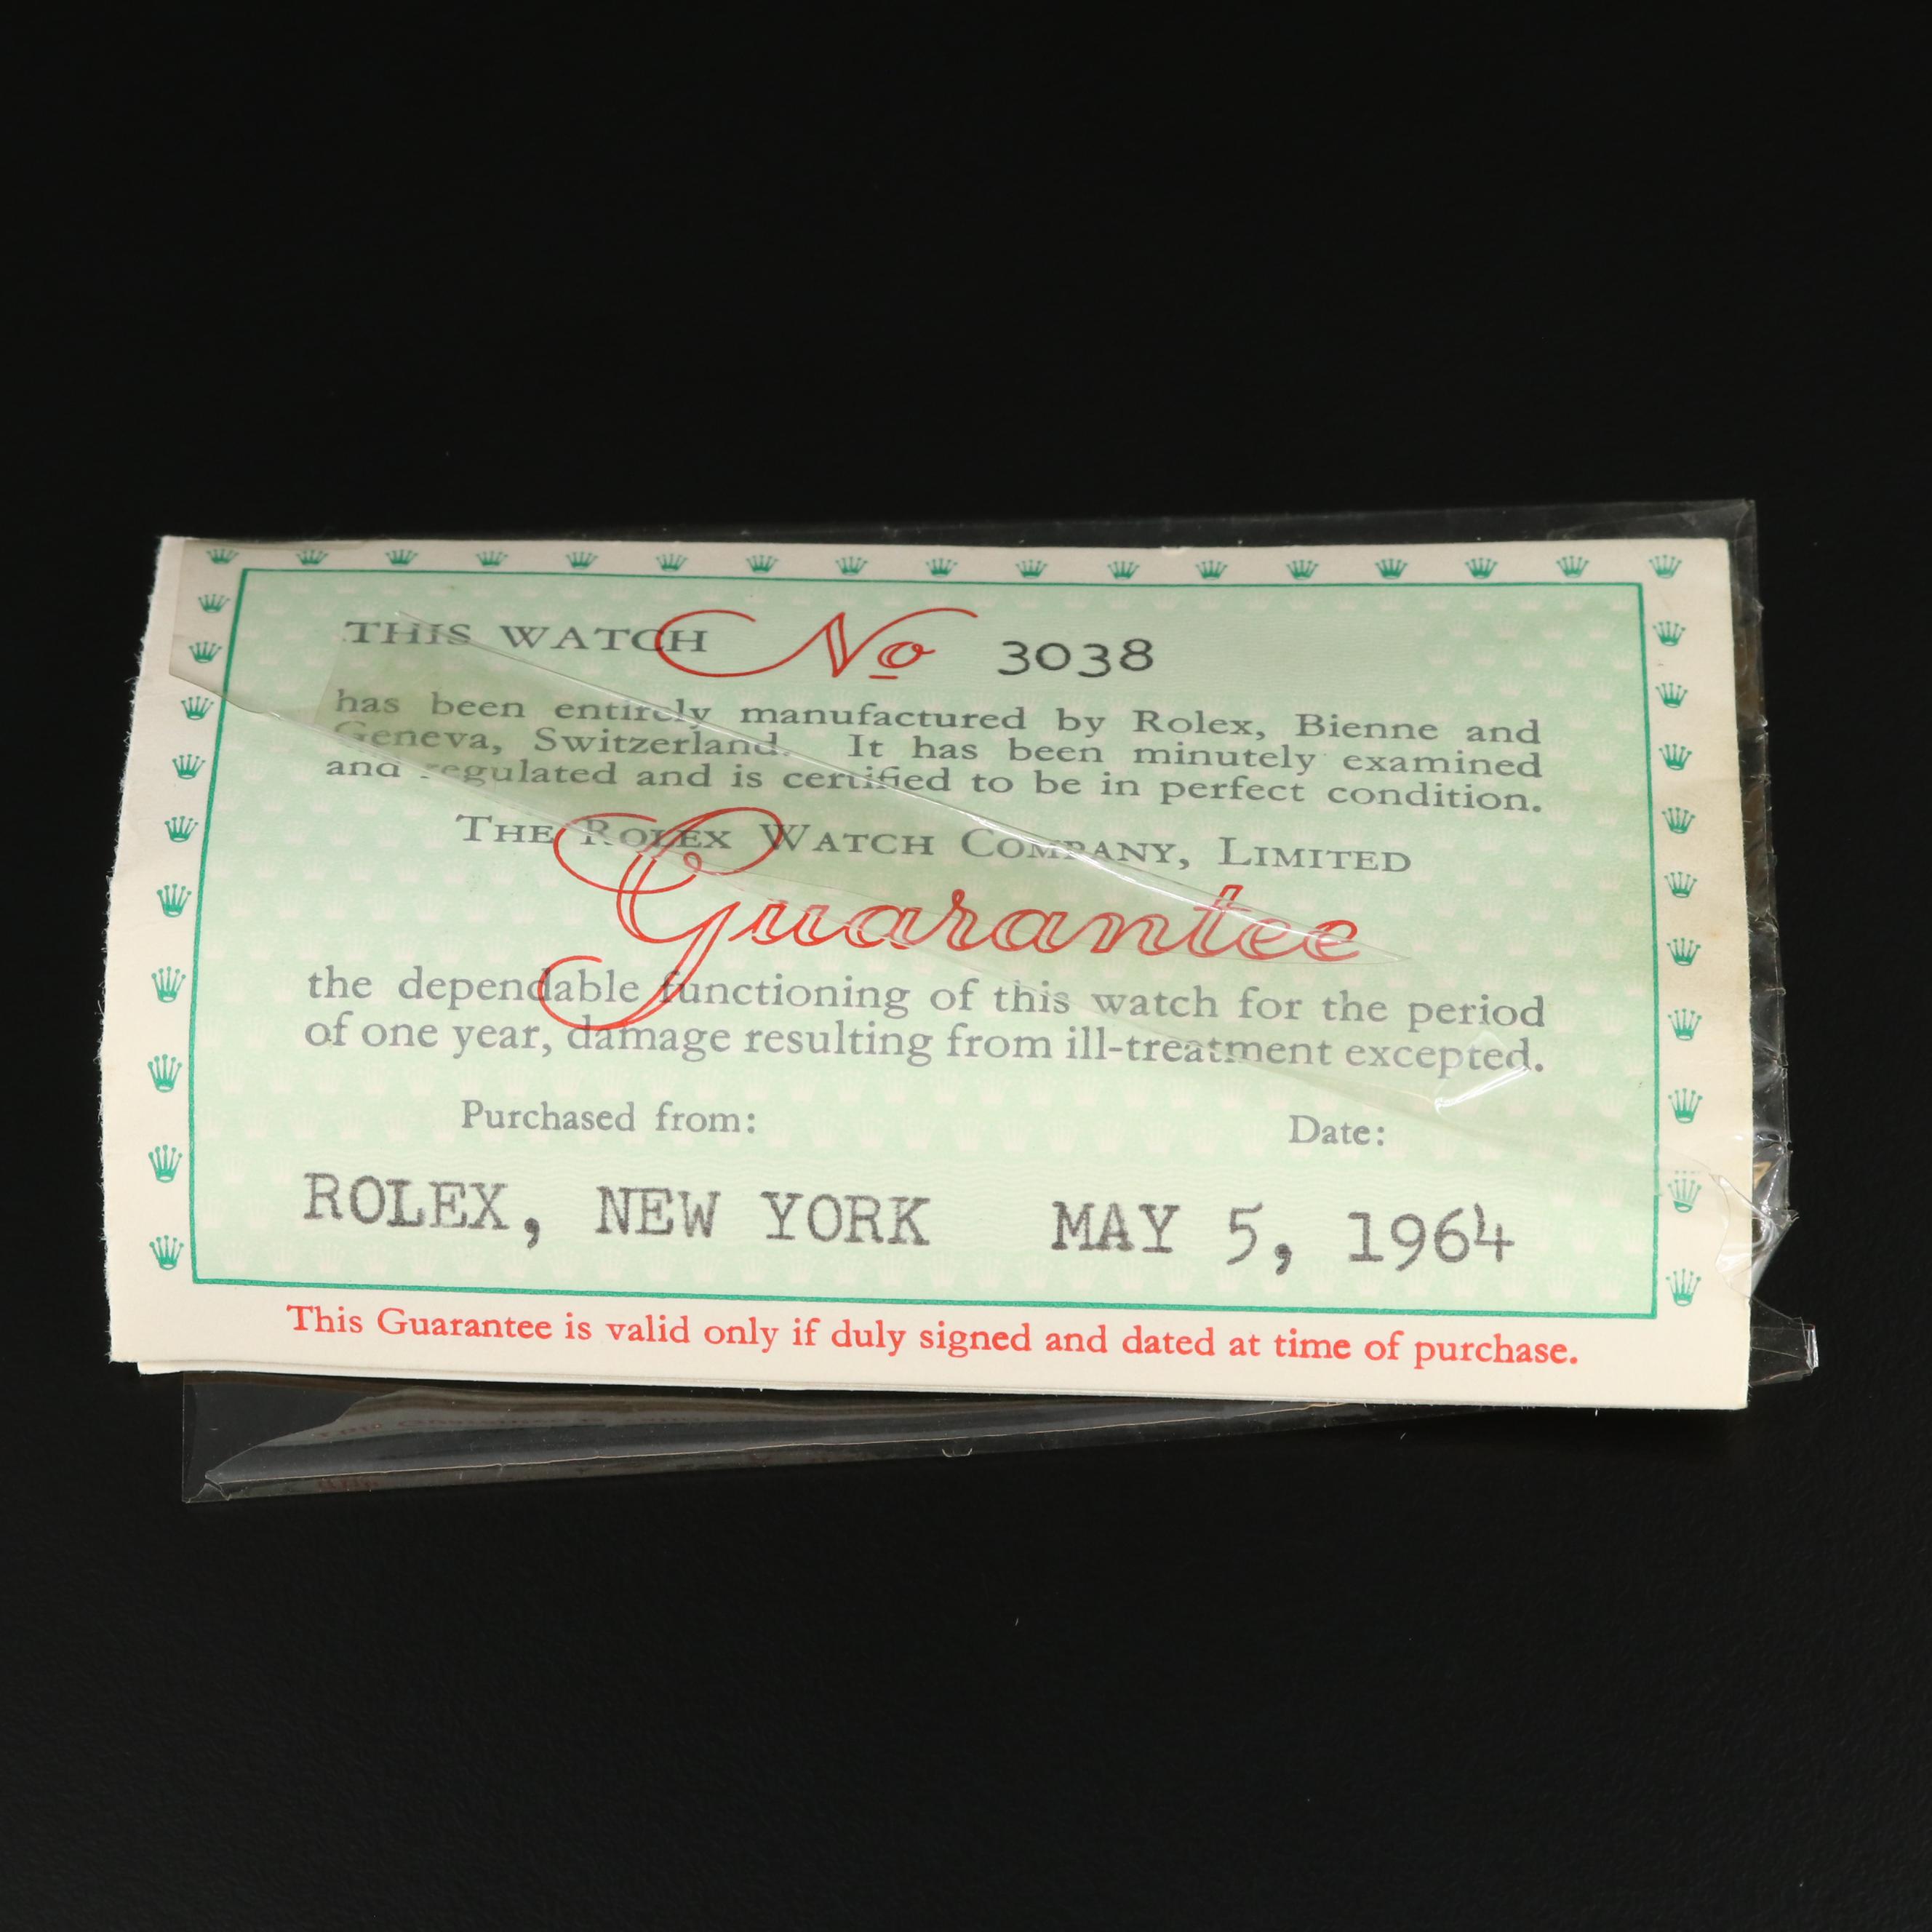 THIS WATCH No 3038
has been entirely manufactured by Rolex, Bienne and
Geneva, Switzerland. It has been minutely examined
and regulated and is certified to be in perfect condition.
THE ROLEX WATCH COMPANY, LIMITED
Guarantee
the dependable functioning of this watch for the period
of one year, damage resulting from ill-treatment excepted.
Purchased from: Date:
ROLEX, NEW YORK MAY 5, 1964
This Guarantee is valid only if duly signed and dated at time of purchase.